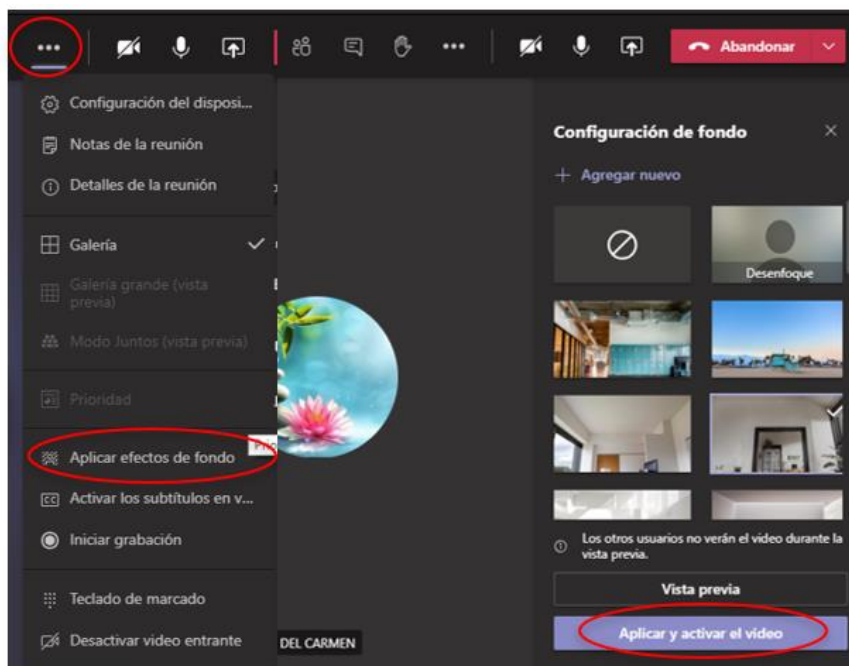 Abandonar
Configuración del disposi...
Notas de la reunión
Detalles de la reunión
Galería
Galería grande (vista
previa)
Modo Juntos (vista previa)
Prioridad
Aplicar efectos de fondo
Activar los subtítulos en v...
Iniciar grabación
Teclado de marcado
Desactivar video entrante
DEL CARMEN
Configuración de fondo
Agregar nuevo
Desenfoque
Los otros usuarios no verán el video durante la
vista previa.
Vista previa
Aplicar y activar el video